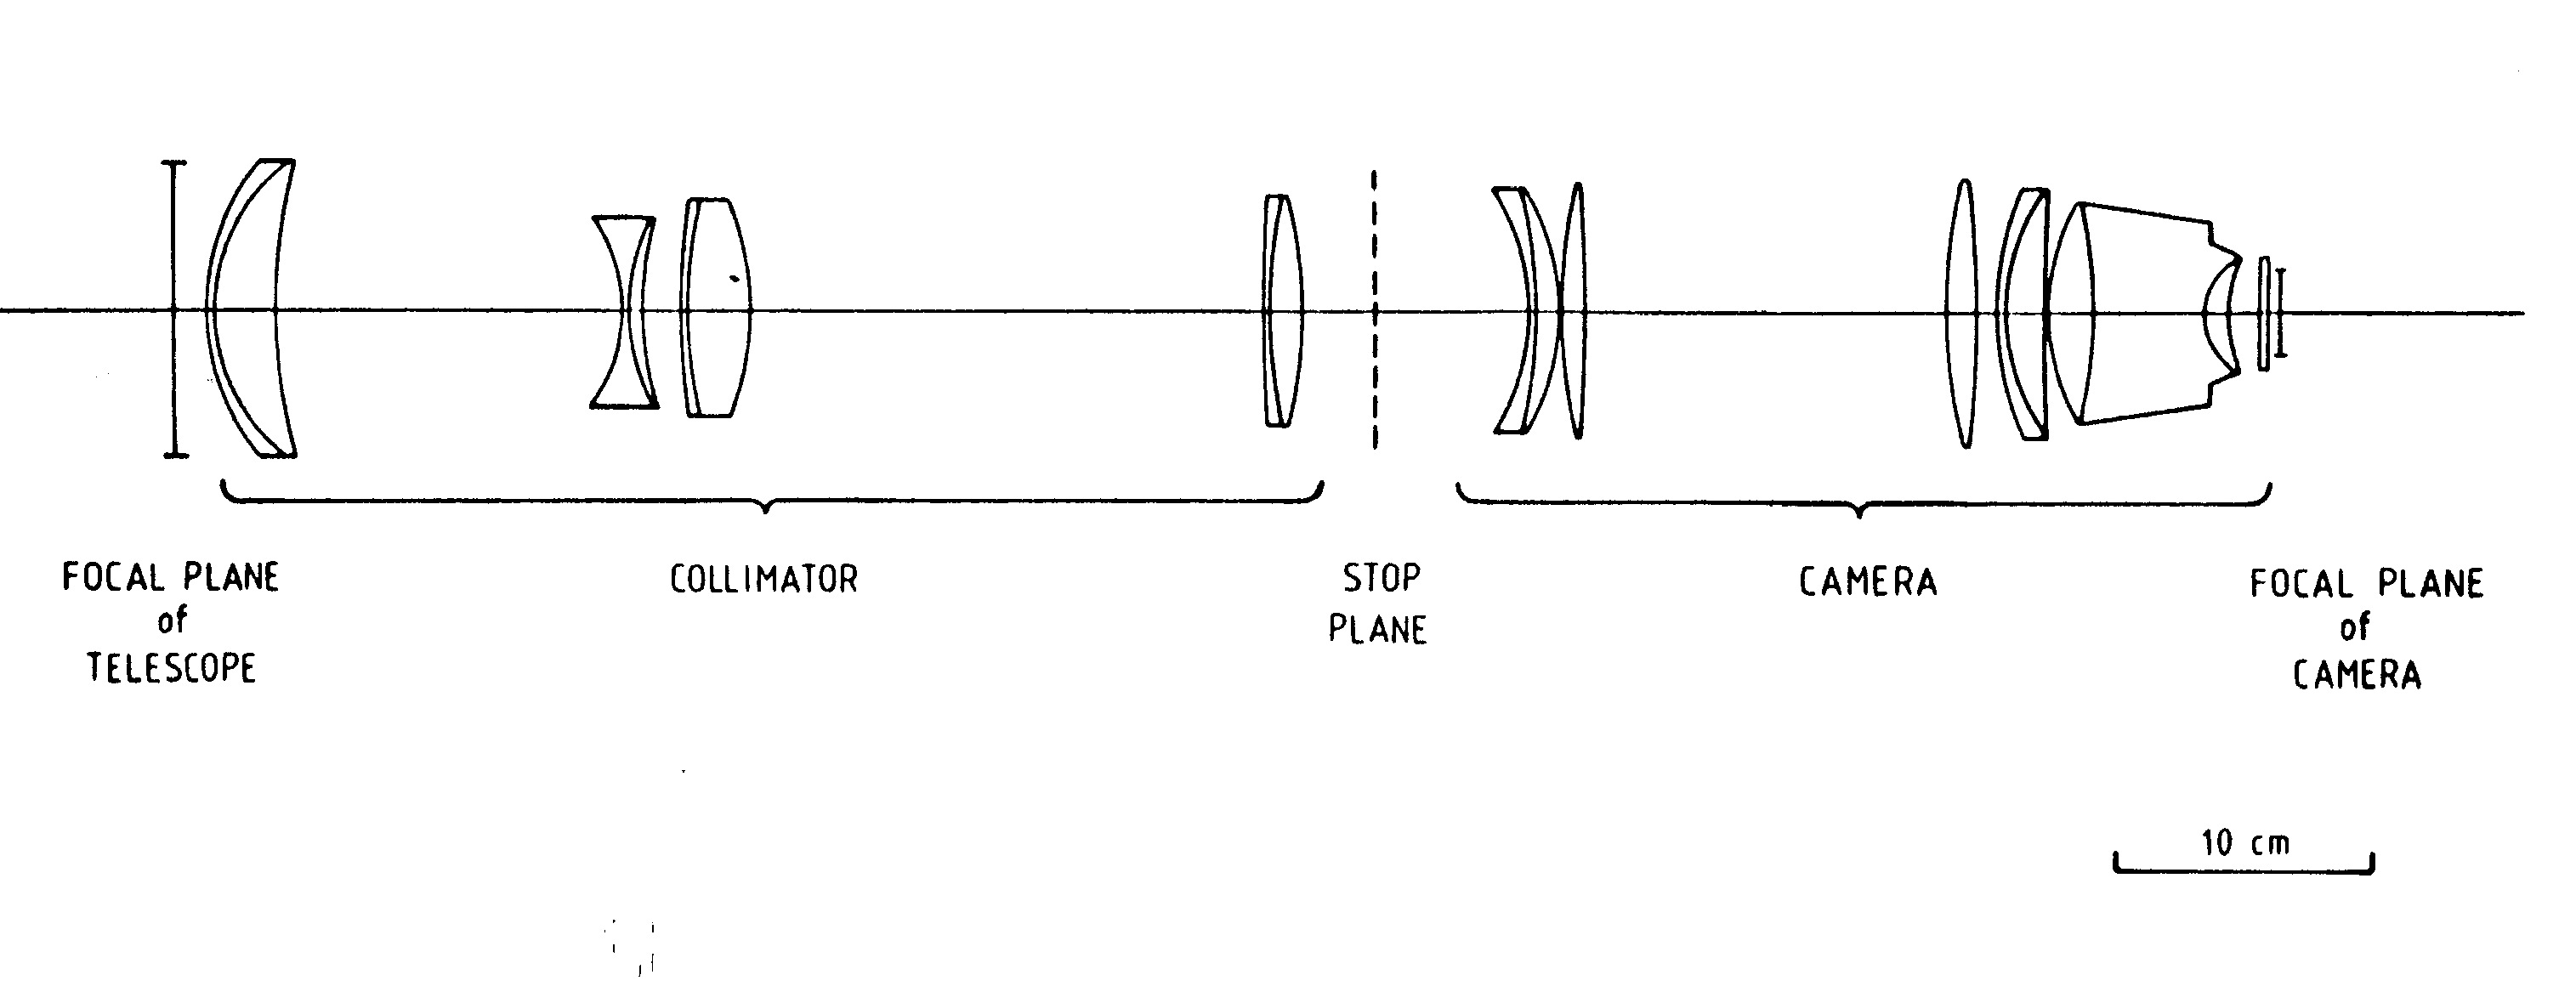 FOCAL PLANE
of
TELESCOPE
COLLIMATOR
STOP
PLANE
CAMERA
FOCAL PLANE
of
CAMERA
10 cm